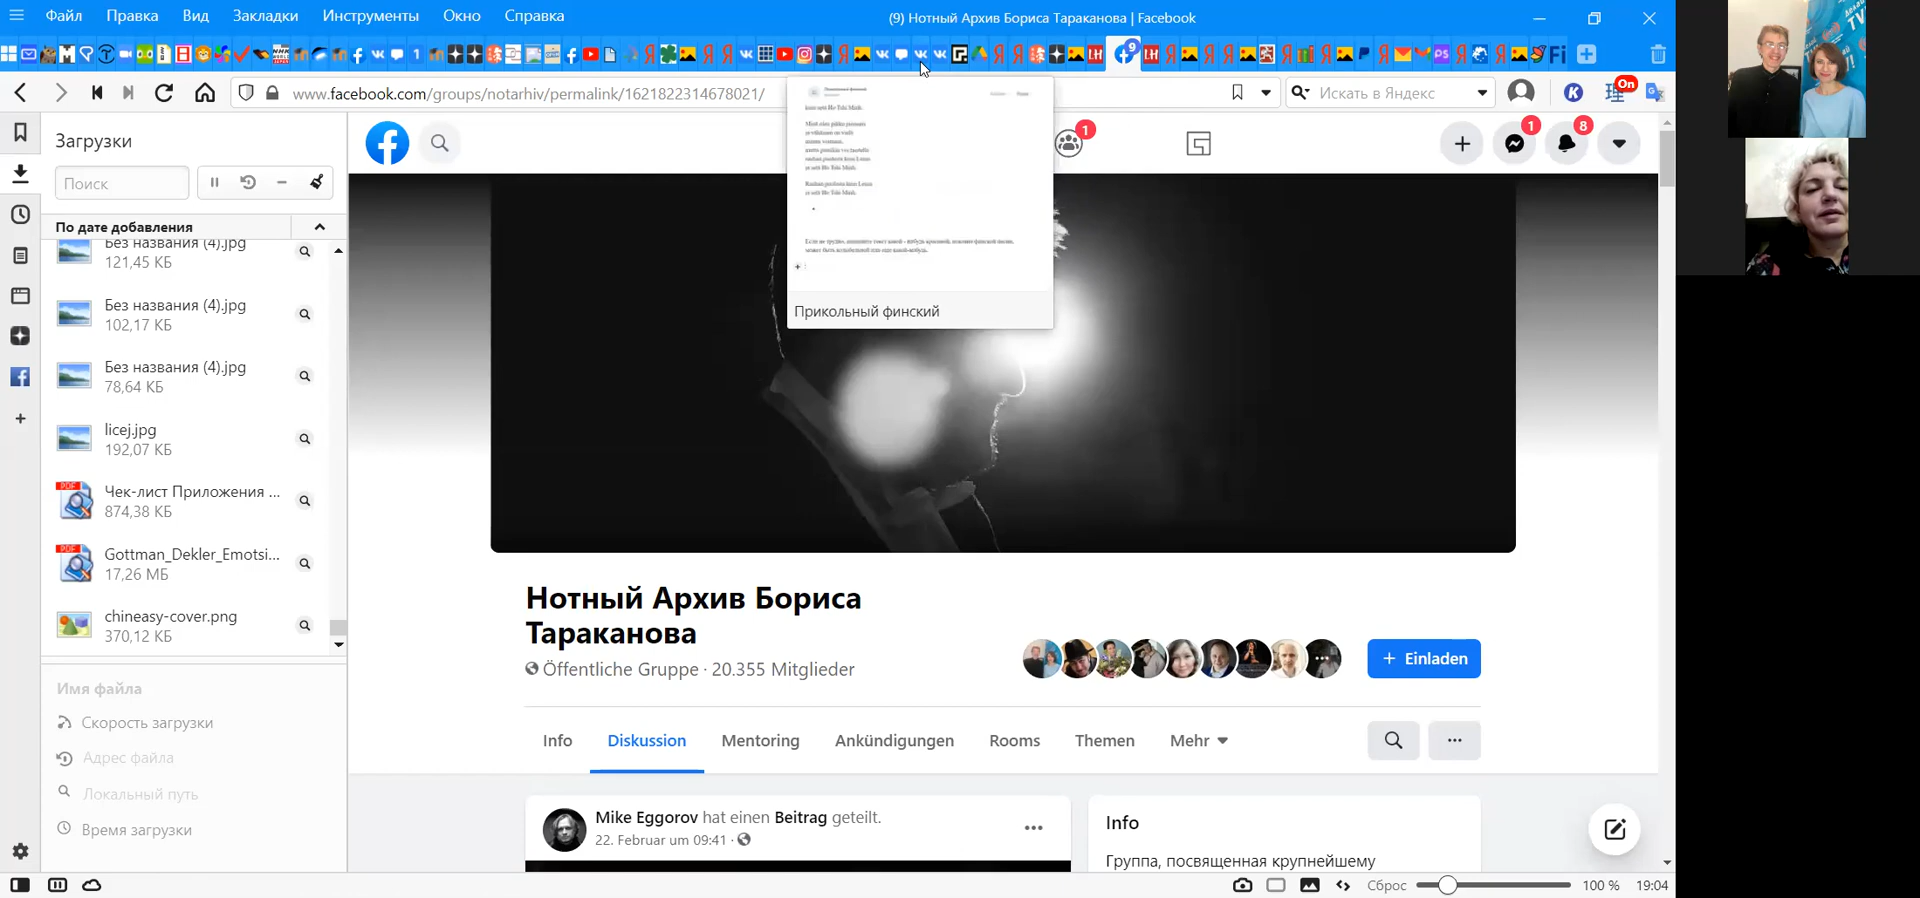 Файл Правка Вид Закладки Инструменты Окно Справка
(9) Нотный Архив Бориса Тараканова | Facebook
www.facebook.com/groups/notarhiv/permalink/1621822314678021/
Искать в Яндекс
On
Загрузки
Поиск
По дате добавления
Без названия (4).jpg
121,45 КБ
Без названия (4).jpg
102,17 КБ
Без названия (4).jpg
78,64 КБ
licej.jpg
192,07 КБ
Чек-лист Приложения ...
874,38 КБ
Gottman_Dekler_Emotsi...
17,26 МБ
chineasy-cover.png
370,12 КБ
Имя файла
Скорость загрузки
Адрес файла
Локальный путь
Время загрузки
Прикольный финский
1
1
8
Нотный Архив Бориса
Тараканова
Öffentliche Gruppe · 20.355 Mitglieder
+ Einladen
Info Diskussion Mentoring Ankündigungen Rooms Themen Mehr
Mike Eggorov hat einen Beitrag geteilt.
22. Februar um 09:41 ·
Info
Группа, посвященная крупнейшему
Сброс 100 % 19:04